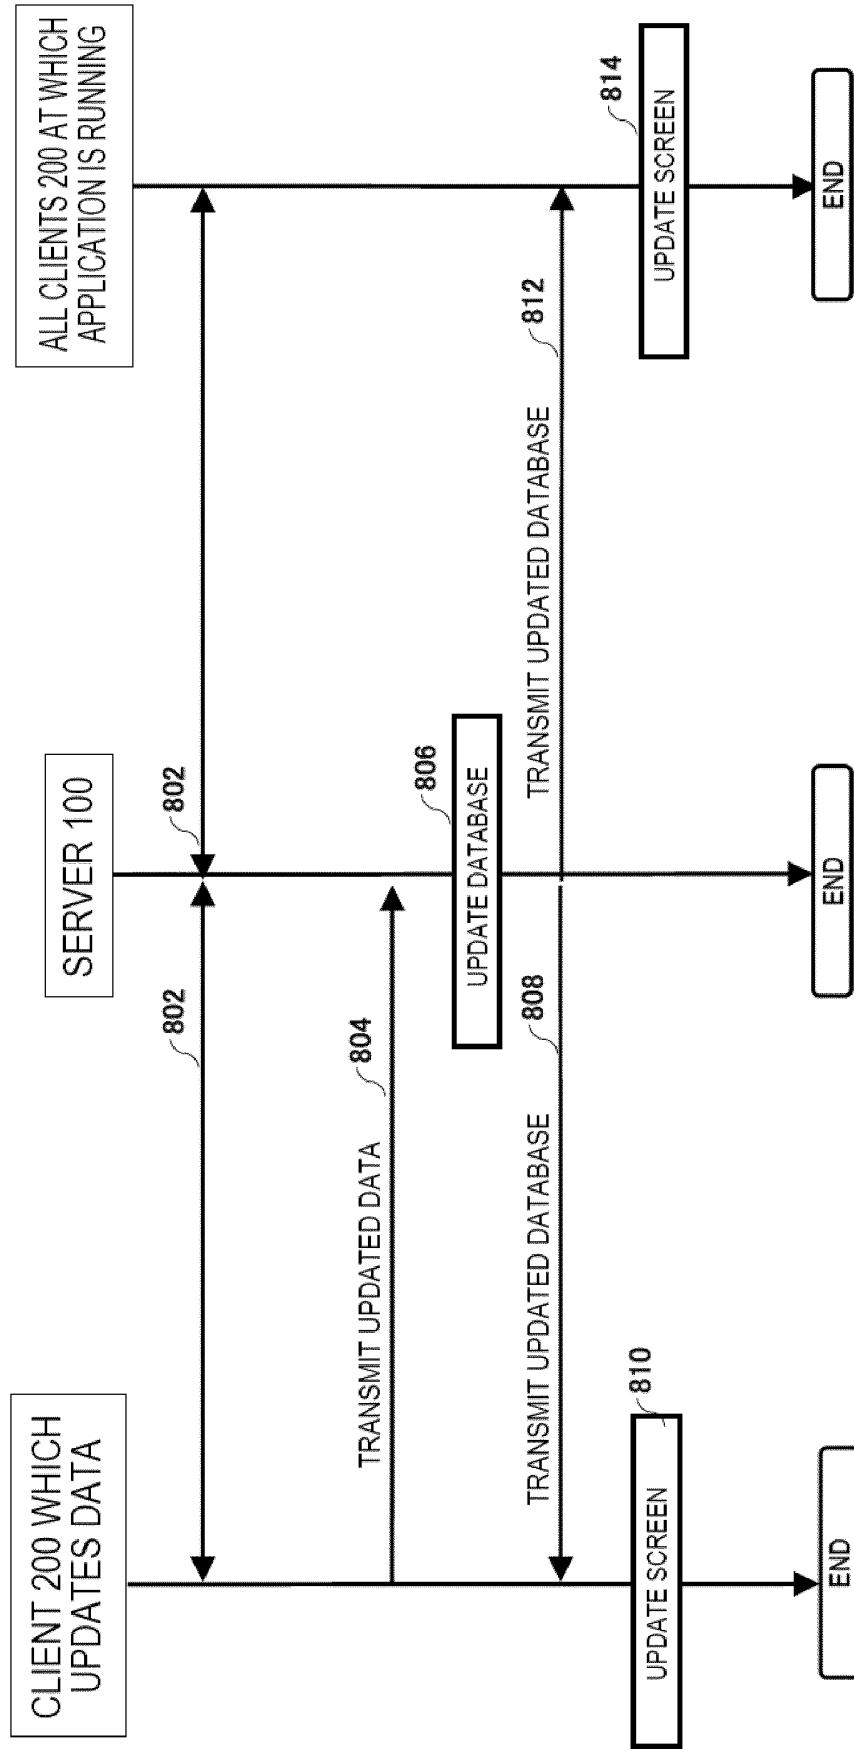 CLIENT 200 WHICH
UPDATES DATA
SERVER 100
ALL CLIENTS 200 AT WHICH
APPLICATION IS RUNNING
802
802
TRANSMIT UPDATED DATA
804
806
UPDATE DATABASE
TRANSMIT UPDATED DATABASE
808
TRANSMIT UPDATED DATABASE
812
810
UPDATE SCREEN
814
UPDATE SCREEN
END
END
END